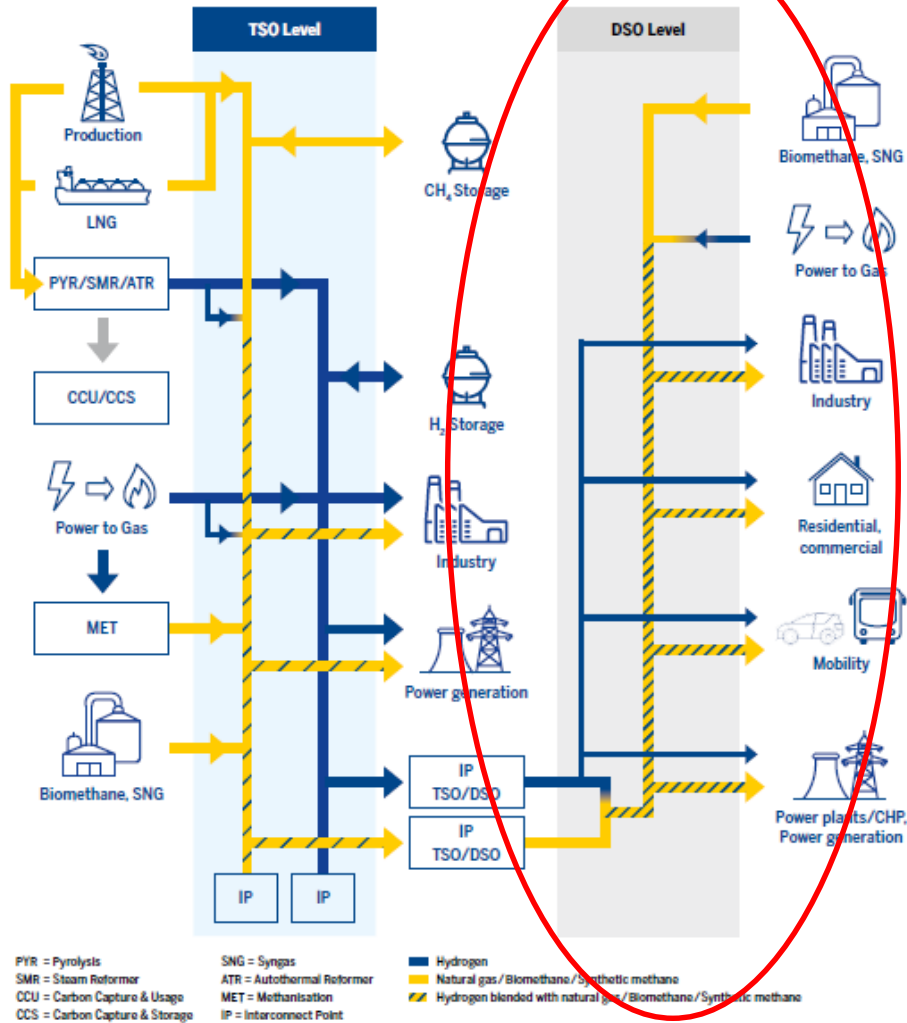 TSO Level
DSO Level
Production
LNG
PYR/SMR/ATR
CCU/CCS
Power to Gas
MET
Biomethane, SNG
CH₄ Storage
H₂ Storage
Industry
Power generation
IP
TSO/DSO
IP
TSO/DSO
IP
IP
Biomethane, SNG
Power to Gas
Industry
Residential,
commercial
Mobility
Power plants/CHP,
Power generation
PYR = Pyrolysis
SMR = Steam Reformer
CCU = Carbon Capture & Usage
CCS = Carbon Capture & Storage
SNG = Syngas
ATR = Autothermal Reformer
MET = Methanisation
IP = Interconnect Point
Hydrogen
Natural gas/Biomethane/Synthetic methane
Hydrogen blended with natural gas/Biomethane/Synthetic methane